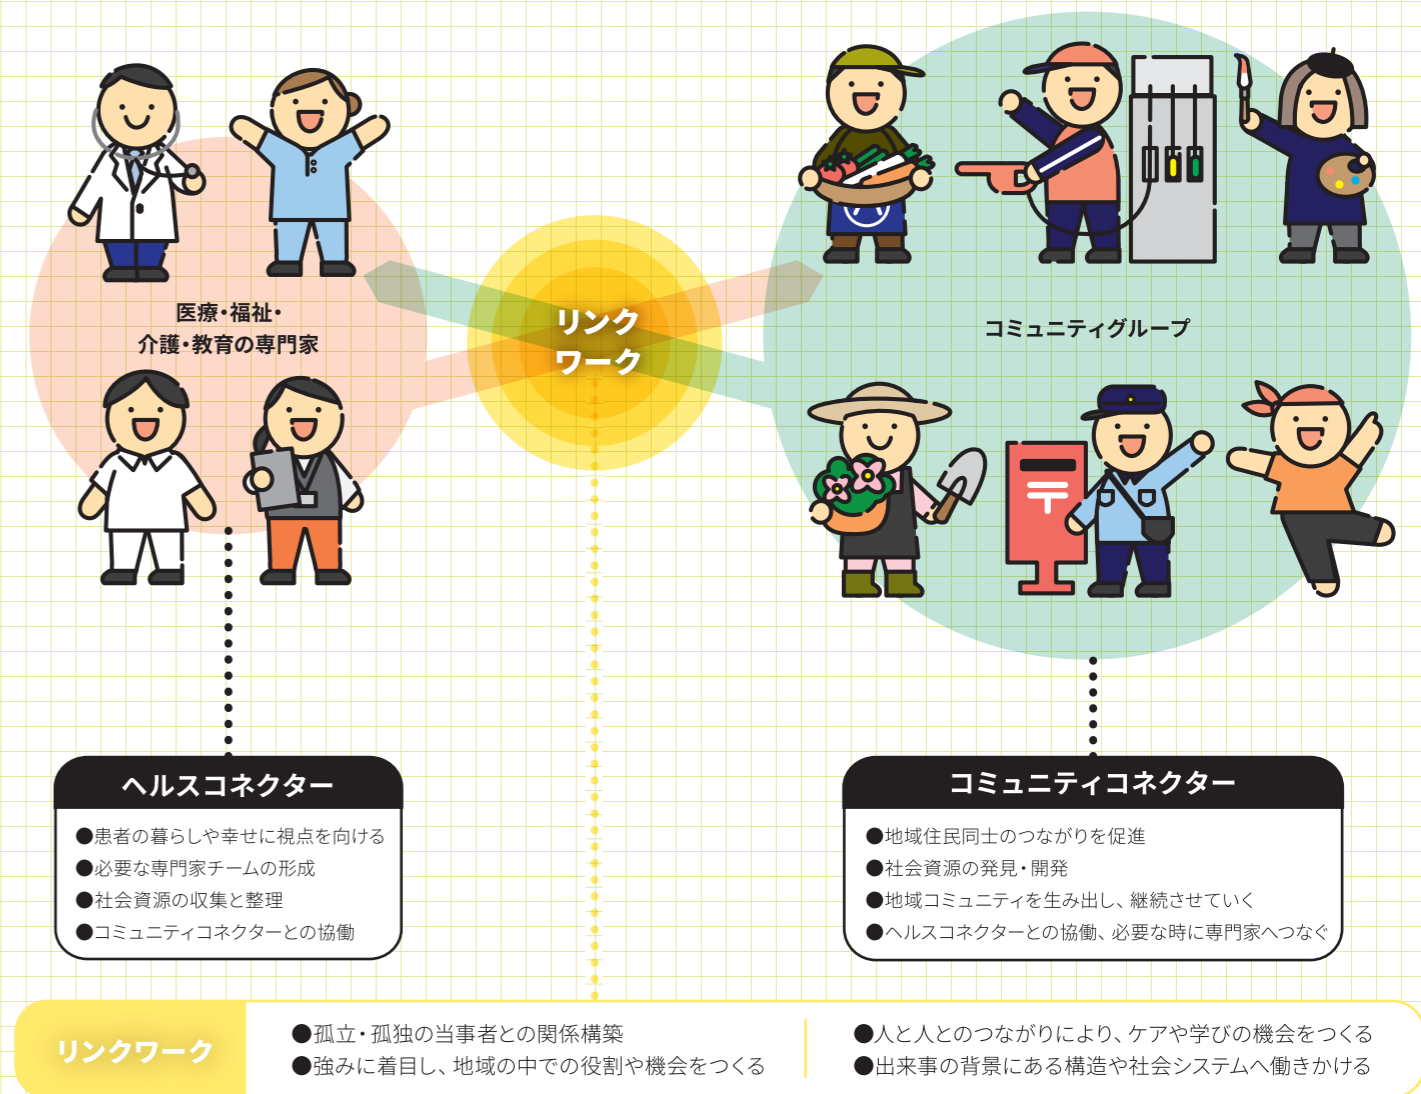 医療・福祉・
介護・教育の専門家
リンク
ワーク
コミュニティグループ
〒
ヘルスコネクター
●患者の暮らしや幸せに視点を向ける
●必要な専門家チームの形成
●社会資源の収集と整理
●コミュニティコネクターとの協働
コミュニティコネクター
●地域住民同士のつながりを促進
●社会資源の発見・開発
●地域コミュニティを生み出し、継続させていく
●ヘルスコネクターとの協働、必要な時に専門家へつなぐ
リンクワーク
●孤立・孤独の当事者との関係構築
●強みに着目し、地域の中での役割や機会をつくる
●人と人とのつながりにより、ケアや学びの機会をつくる
●出来事の背景にある構造や社会システムへ働きかける